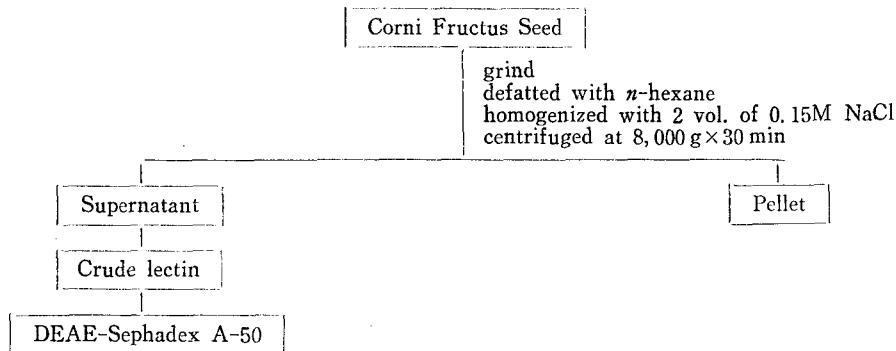 Corni Fructus Seed
grind
defatted with n-hexane
homogenized with 2 vol. of 0.15M NaCl
centrifuged at 8,000 g×30 min
Supernatant
Pellet
Crude lectin
DEAE-Sephadex A-50